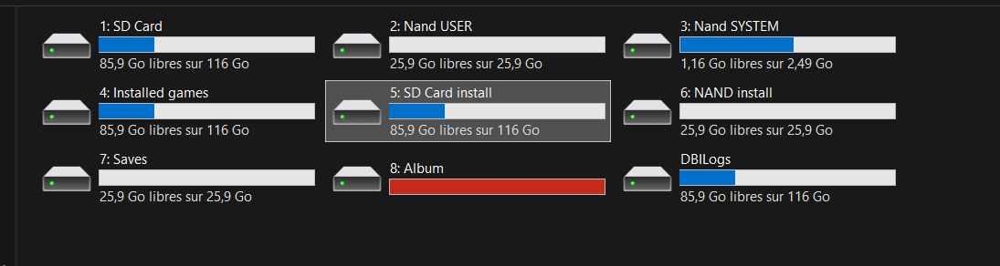 1: SD Card
85,9 Go libres sur 116 Go
2: Nand USER
25,9 Go libres sur 25,9 Go
3: Nand SYSTEM
1,16 Go libres sur 2,49 Go
4: Installed games
85,9 Go libres sur 116 Go
5: SD Card install
85,9 Go libres sur 116 Go
6: NAND install
25,9 Go libres sur 25,9 Go
7: Saves
25,9 Go libres sur 25,9 Go
8: Album
DBILogs
85,9 Go libres sur 116 Go